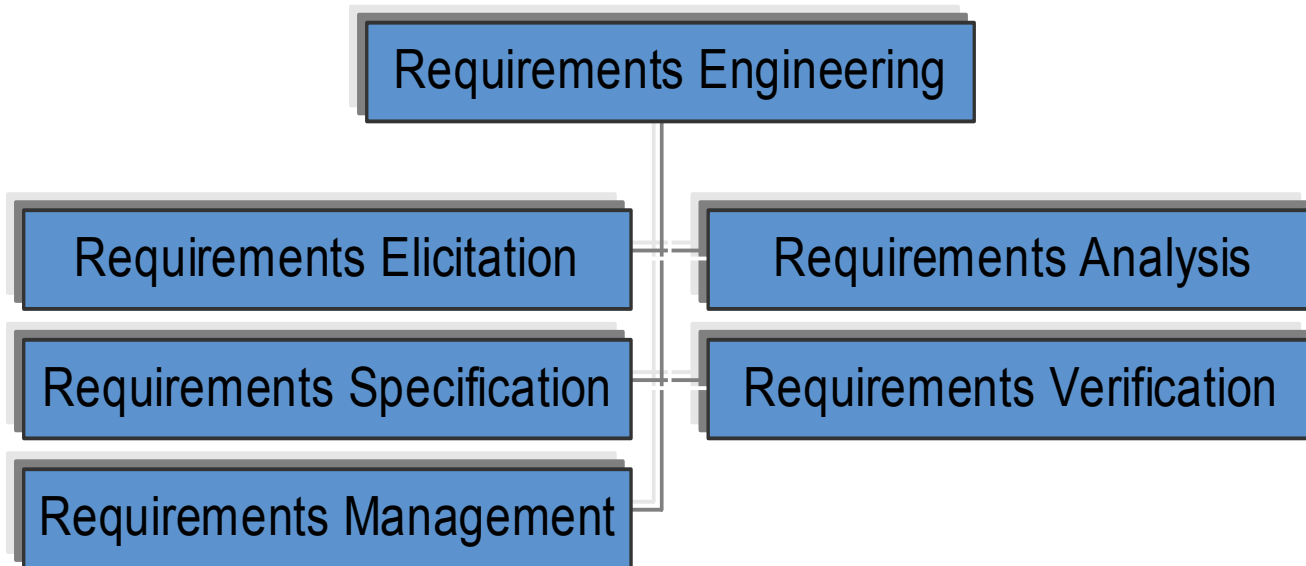 Requirements Engineering
Requirements Elicitation
Requirements Analysis
Requirements Specification
Requirements Verification
Requirements Management